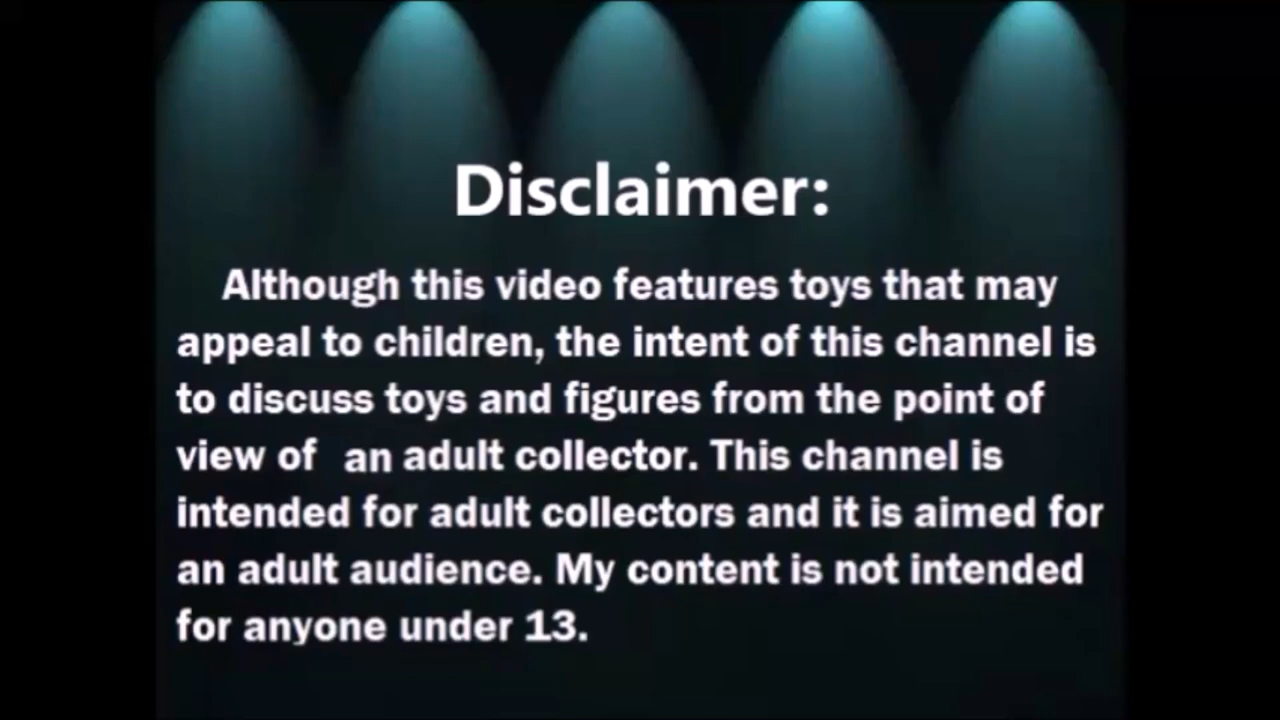 Disclaimer:
Although this video features toys that may
appeal to children, the intent of this channel is
to discuss toys and figures from the point of
view of an adult collector. This channel is
intended for adult collectors and it is aimed for
an adult audience. My content is not intended
for anyone under 13.